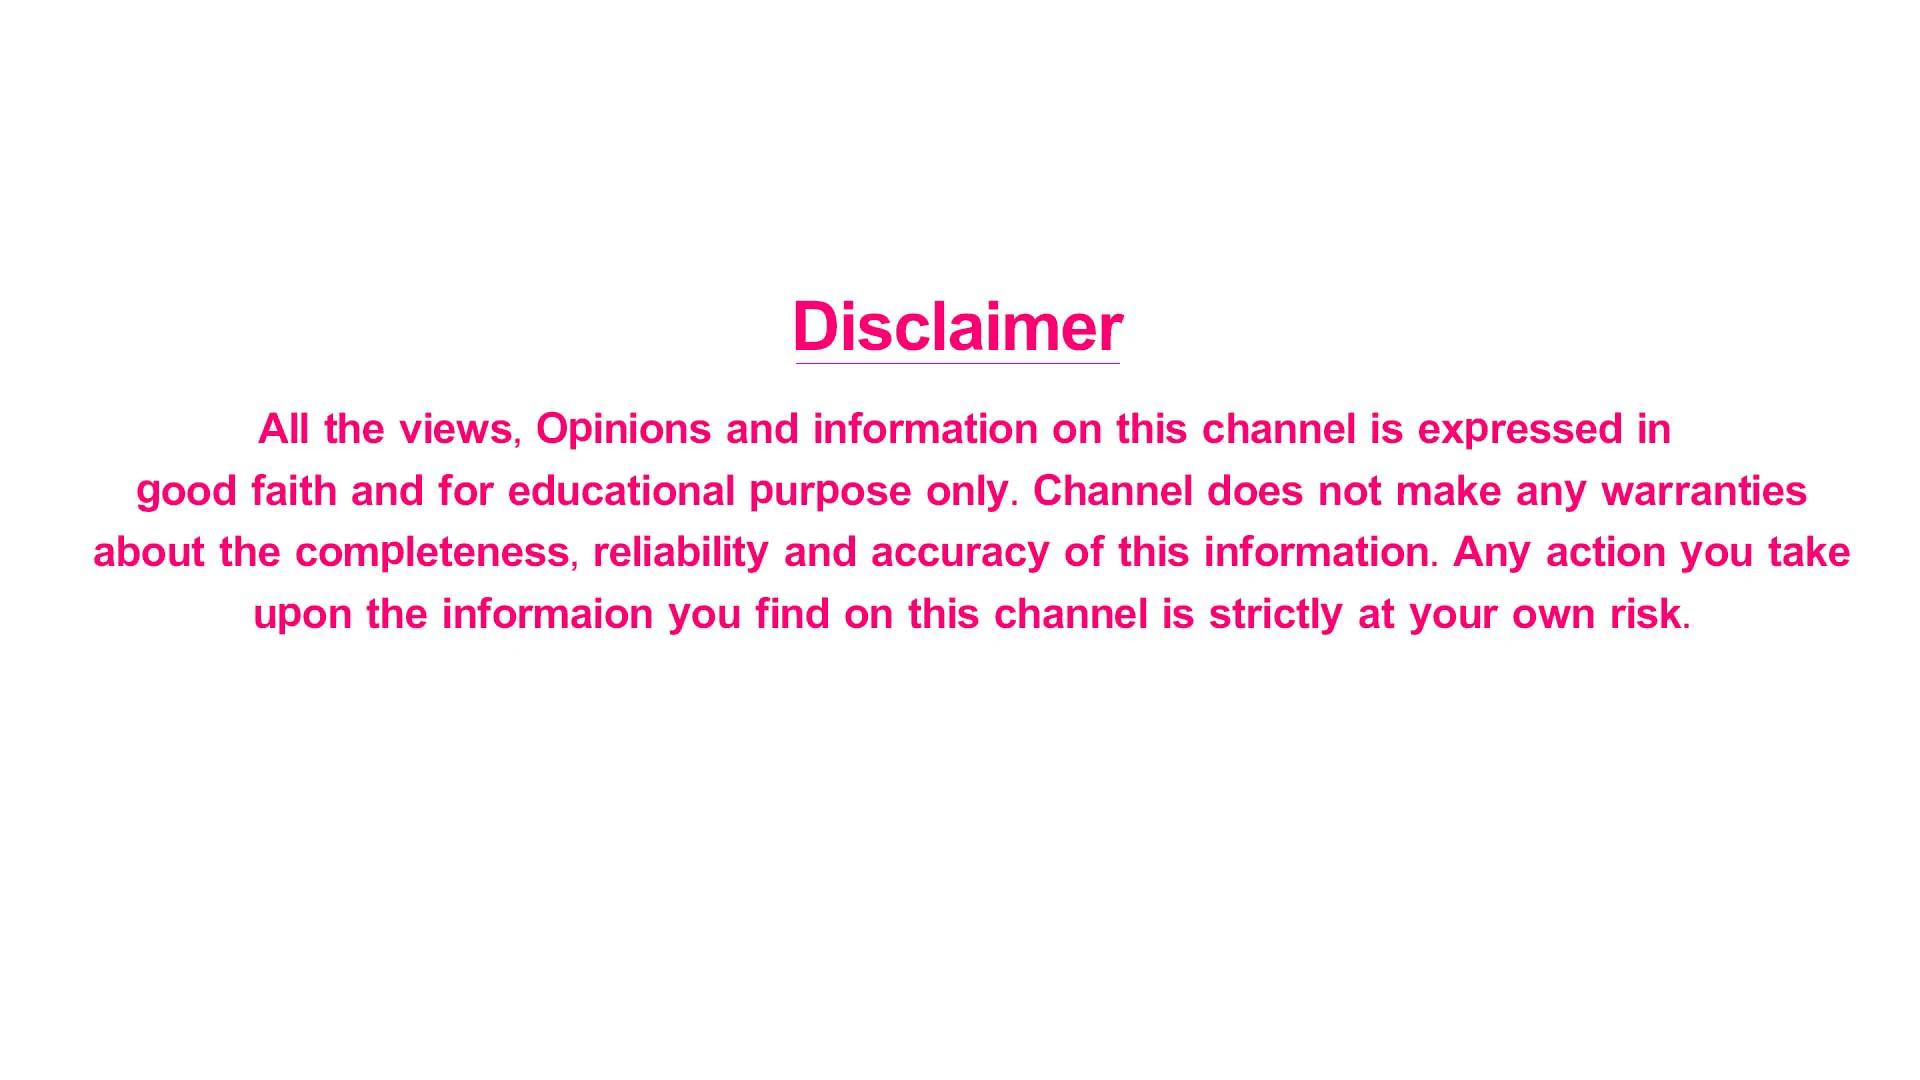 Disclaimer
All the views, Opinions and information on this channel is expressed in
good faith and for educational purpose only. Channel does not make any warranties
about the completeness, reliability and accuracy of this information. Any action you take
upon the informaion you find on this channel is strictly at your own risk.